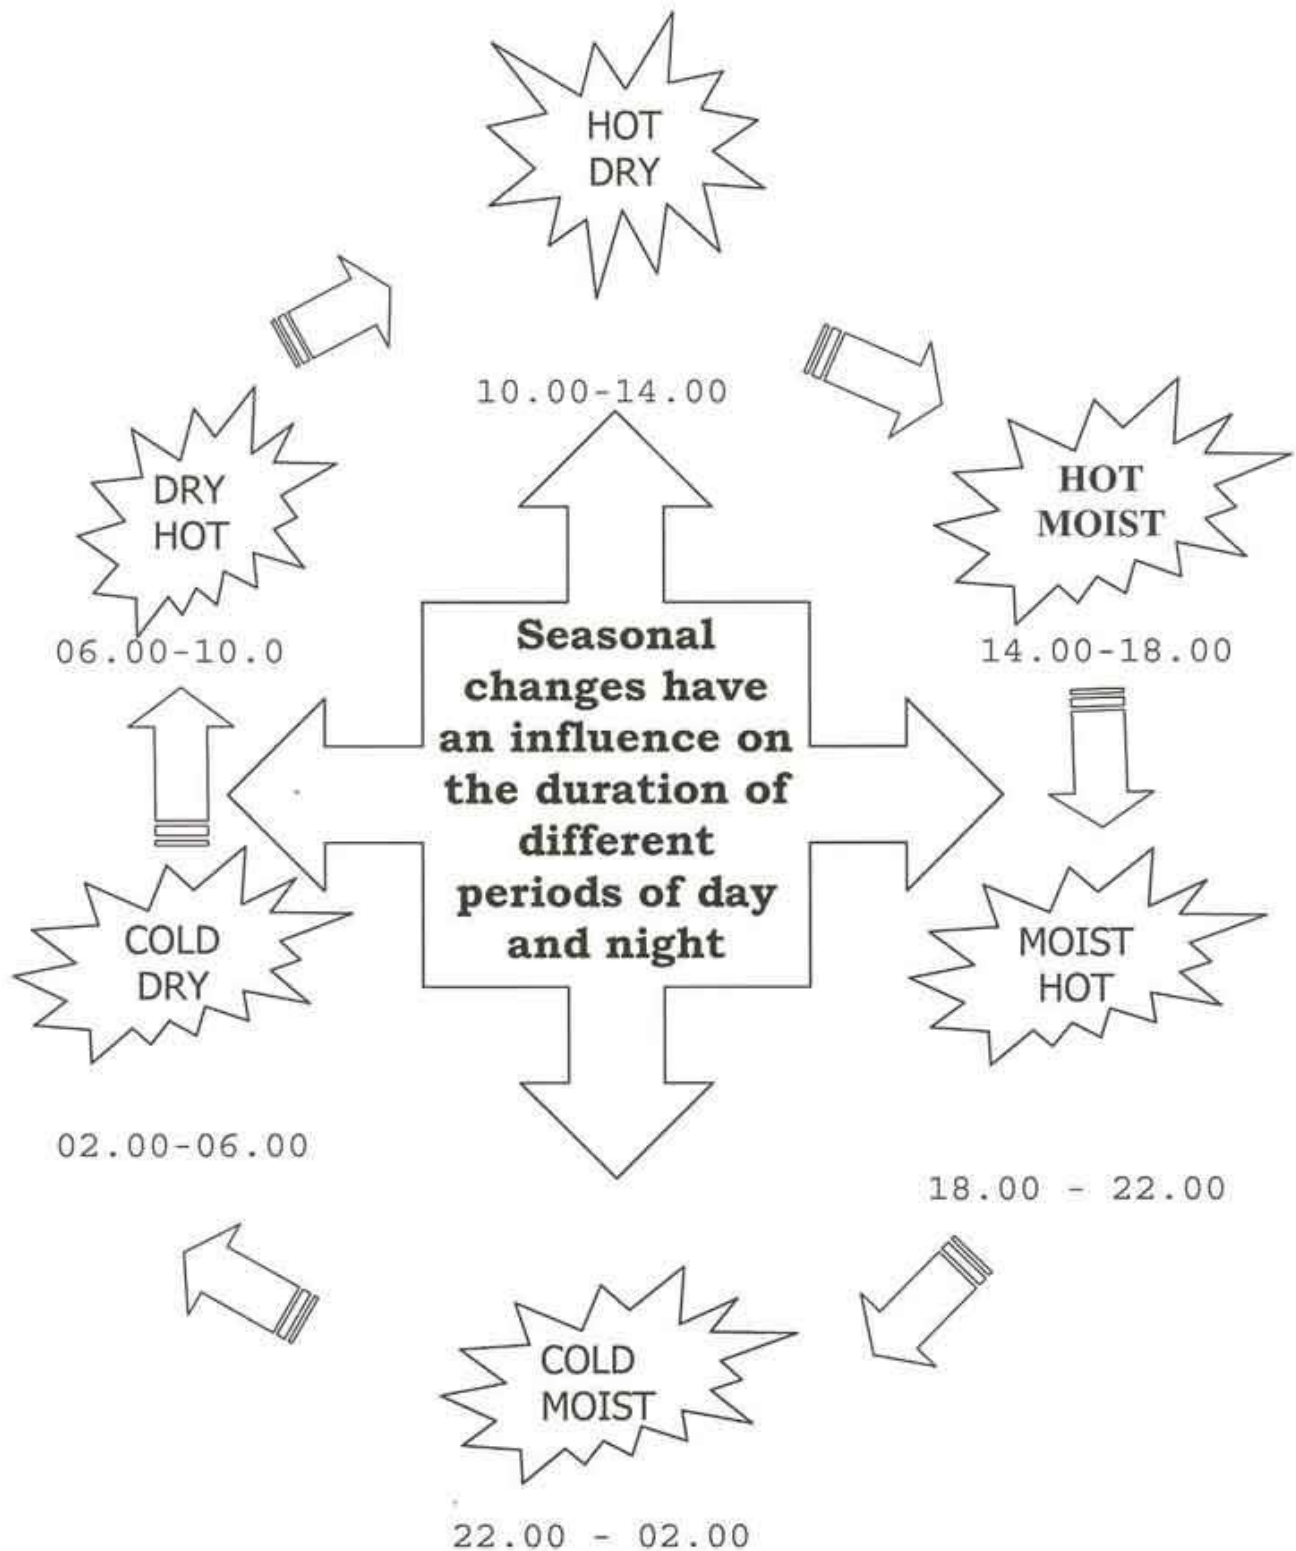 HOT
DRY
10.00-14.00
DRY
HOT
06.00-10.0
HOT
MOIST
14.00-18.00
Seasonal
changes have
an influence on
the duration of
different
periods of day
and night
COLD
DRY
02.00-06.00
MOIST
HOT
18.00 - 22.00
COLD
MOIST
22.00 - 02.00